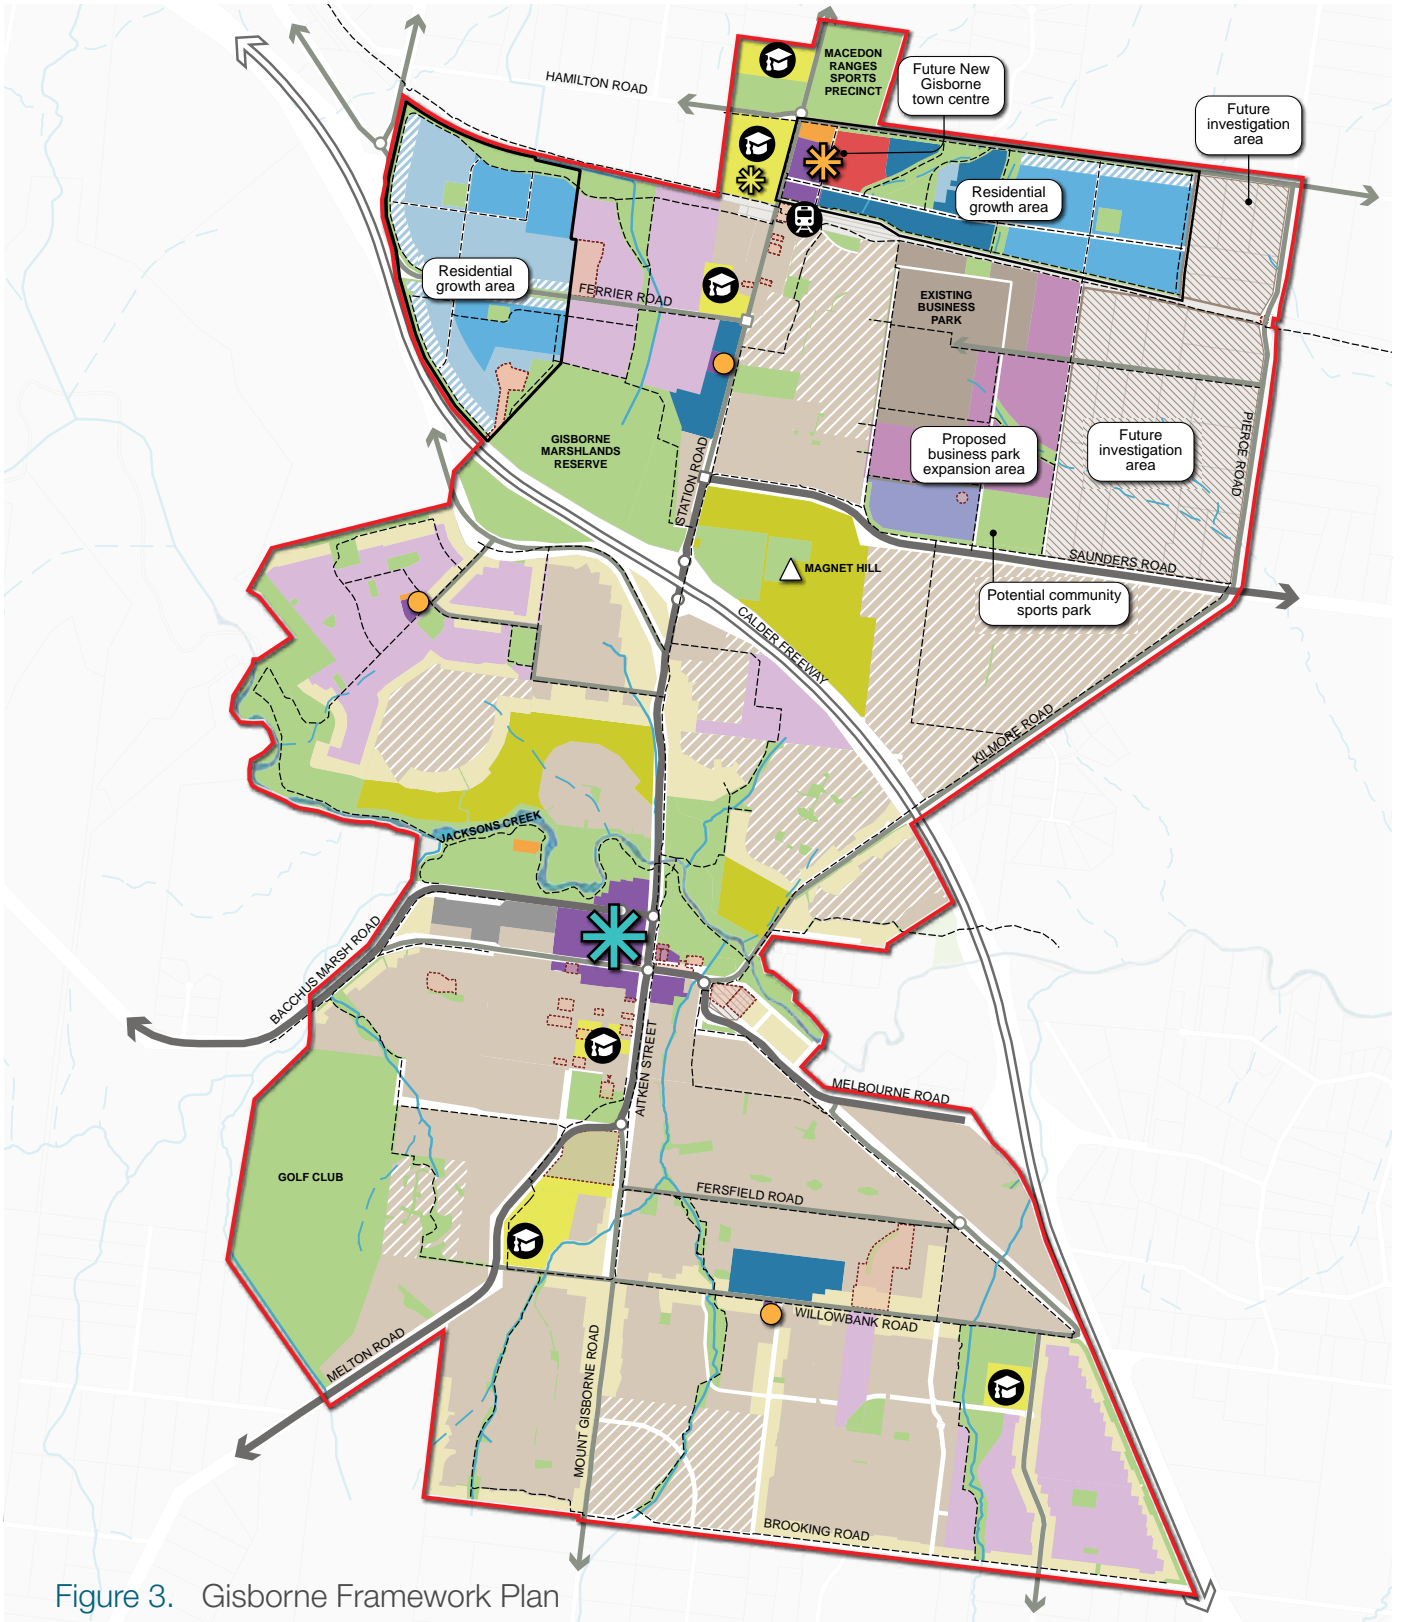 MACEDON
RANGES
SPORTS
PRECINCT
Future New
Gisborne
town centre
HAMILTON ROAD
Future
investigation
area
Residential
growth area
Residential
growth area
FERRIER ROAD
EXISTING
BUSINESS
PARK
GISBORNE
MARSHLANDS
RESERVE
STATION ROAD
Proposed
business park
expansion area
Future
investigation
area
PIERCE ROAD
SAUNDERS ROAD
MAGNET HILL
Potential community
sports park
CALDER FREEWAY
KILMORE ROAD
JACKSONS CREEK
BACCHUS MARSH ROAD
AITKEN STREET
MELBOURNE ROAD
GOLF CLUB
FERSFIELD ROAD
WILLOWBANK ROAD
MELTON ROAD
MOUNT GISBORNE ROAD
BROOKING ROAD
Figure 3. Gisborne Framework Plan